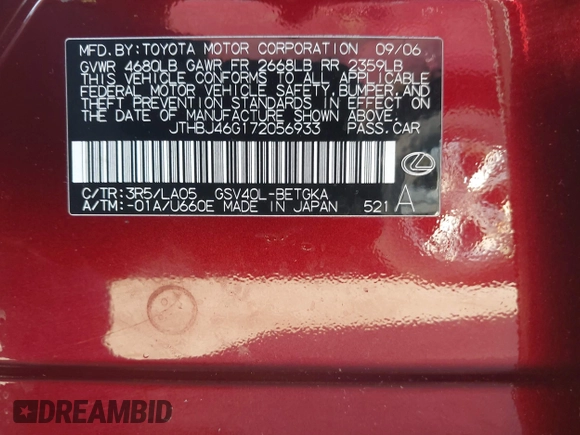 MFD. BY: TOYOTA MOTOR CORPORATION 09/06
GVWR 4680LB GAWR FR 2668LB RR 2359LB
THIS VEHICLE CONFORMS TO ALL APPLICABLE
FEDERAL MOTOR VEHICLE SAFETY, BUMPER, AND
THEFT PREVENTION STANDARDS IN EFFECT ON
THE DATE OF MANUFACTURE SHOWN ABOVE.
JTHBJ46G172056933 PASS.CAR
C/TR:3R5/LA05 GSV40L-BETGKA
A/TM:-01A/U660E MADE IN JAPAN 521 A
DREAMBID